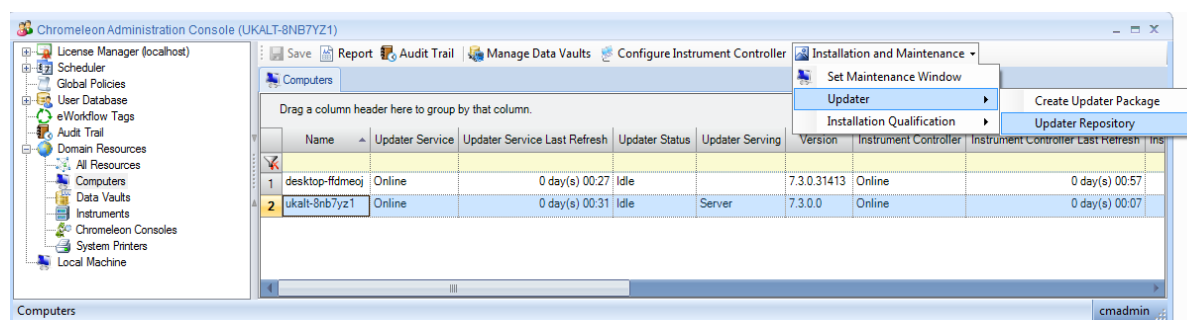 Chromeleon Administration Console (UKALT-8NB7YZ1)
License Manager (localhost)
Scheduler
Global Policies
User Database
eWorkflow Tags
Audit Trail
Domain Resources
All Resources
Computers
Data Vaults
Instruments
Chromeleon Consoles
System Printers
Local Machine
Save Report Audit Trail Manage Data Vaults Configure Instrument Controller Installation and Maintenance
Set Maintenance Window
Updater
Installation Qualification
Create Updater Package
Updater Repository
Computers
Drag a column header here to group by that column.
Name Updater Service Updater Service Last Refresh Updater Status Updater Serving Version Instrument Controller Instrument Controller Last Refresh Ins
1 desktop-ffdmeoj Online 0 day(s) 00:27 Idle 7.3.0.31413 Online 0 day(s) 00:57
2 ukalt-8nb7yz1 Online 0 day(s) 00:31 Idle Server 7.3.0.0 Online 0 day(s) 00:07
Computers cmadmin